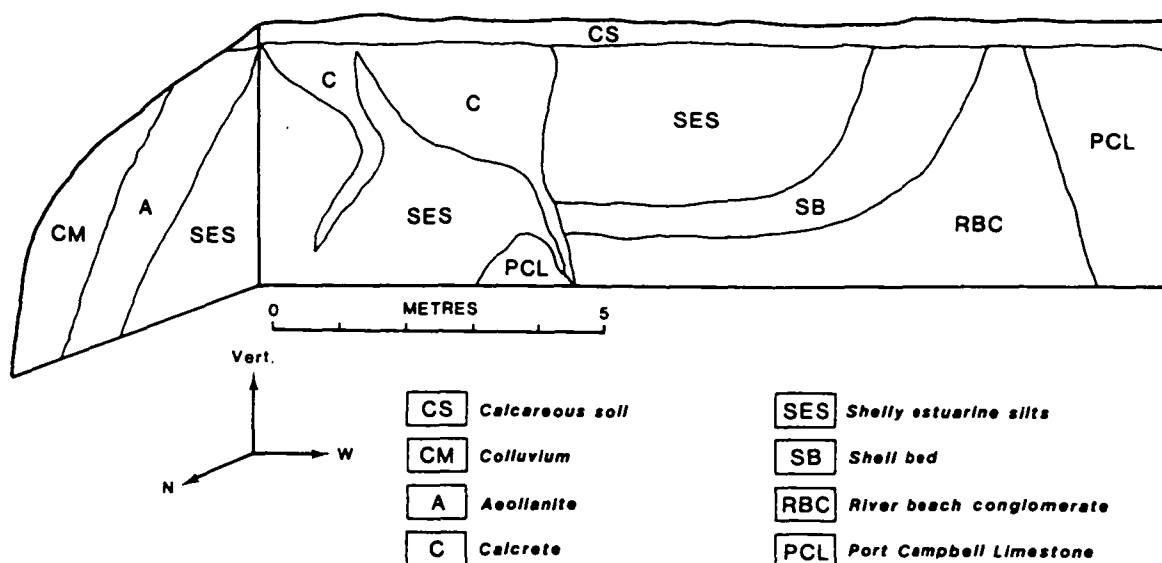 CS
C
C
SES
PCL
A
CM
SES
SES
SB
RBC
PCL
0 METRES 5
Vert.
W
N
CS Calcareous soil
CM Colluvium
A Aeolianite
C Calcrete
SES Shelly estuarine silts
SB Shell bed
RBC River beach conglomerate
PCL Port Campbell Limestone